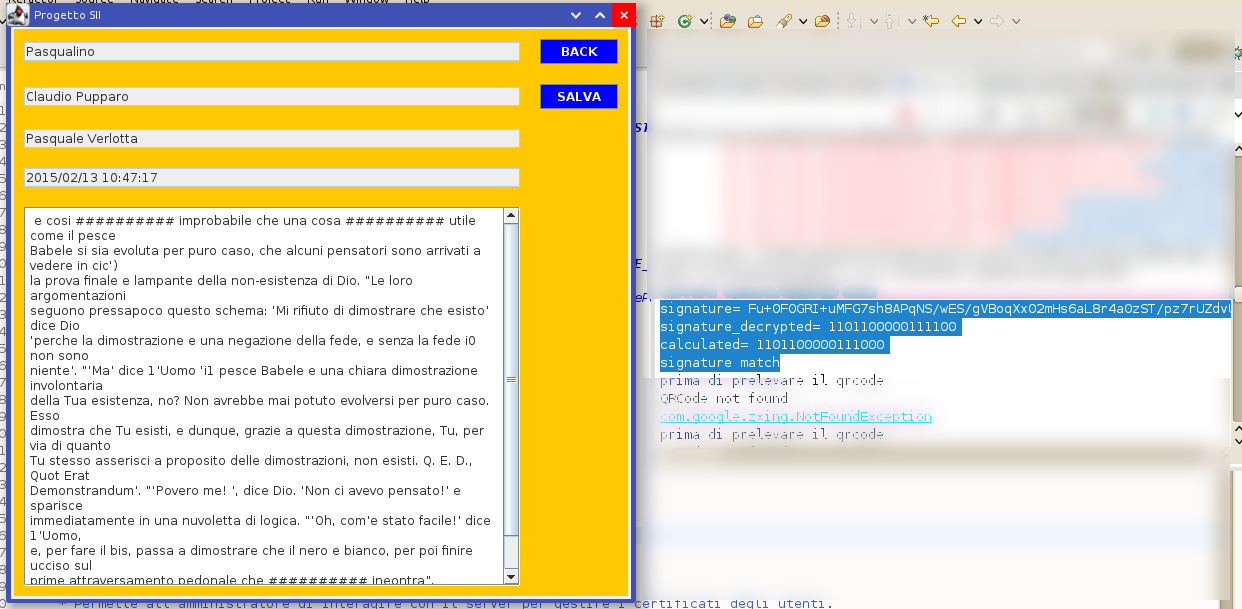 Progetto SII
Pasqualino
BACK
Claudio Pupparo
SALVA
Pasquale Verlotta
2015/02/13 10:47:17
e cosi ########## improbabile che una cosa ########## utile
come il pesce
Babele si sia evoluta per puro caso, che alcuni pensatori sono arrivati a
vedere in cic')
la prova finale e lampante della non-esistenza di Dio. "Le loro
argomentazioni
seguono pressapoco questo schema: 'Mi rifiuto di dimostrare che esisto'
dice Dio
'perche la dimostrazione e una negazione della fede, e senza la fede i0
non sono
niente'. "'Ma' dice 1'Uomo 'i1 pesce Babele e una chiara dimostrazione
involontaria
della Tua esistenza, no? Non avrebbe mai potuto evolversi per puro caso.
Esso
dimostra che Tu esisti, e dunque, grazie a questa dimostrazione, Tu, per
via di quanto
Tu stesso asserisci a proposito delle dimostrazioni, non esisti. Q. E. D.,
Quot Erat
Demonstrandum'. "'Povero me! ', dice Dio. 'Non ci avevo pensato!' e
sparisce
immediatamente in una nuvoletta di logica. "'Oh, com'e stato facile!' dice
1'Uomo,
e, per fare il bis, passa a dimostrare che il nero e bianco, per poi finire
ucciso sul
prime attraversamento pedonale che ########## ineontra".
signature= Fu+OFOGRI+uMFG7sh8APqNS/wES/gVBoqXxO2mHs6aL8r4a0zST/pz7rUZdv
signature_decrypted= 1101100000111100
calculated= 1101100000111000
signature match
prima di prelevare il qrcode
QRCode not found
com.google.zxing.NotFoundException
prima di prelevare il qrcode
* Permette all'amministratore di interagire con il server per gestire i certificati degli utenti.